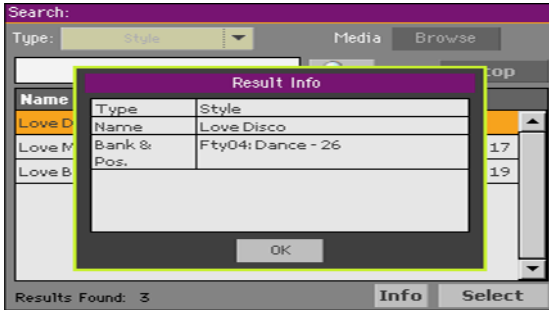 Search:
Type: Style Media Browse
op
Result Info
Name
Type Style
Love D
Name Love Disco
Love M
Bank & Fty04: Dance - 26
17
Pos.
Love B
19
OK
Results Found: 3 Info Select